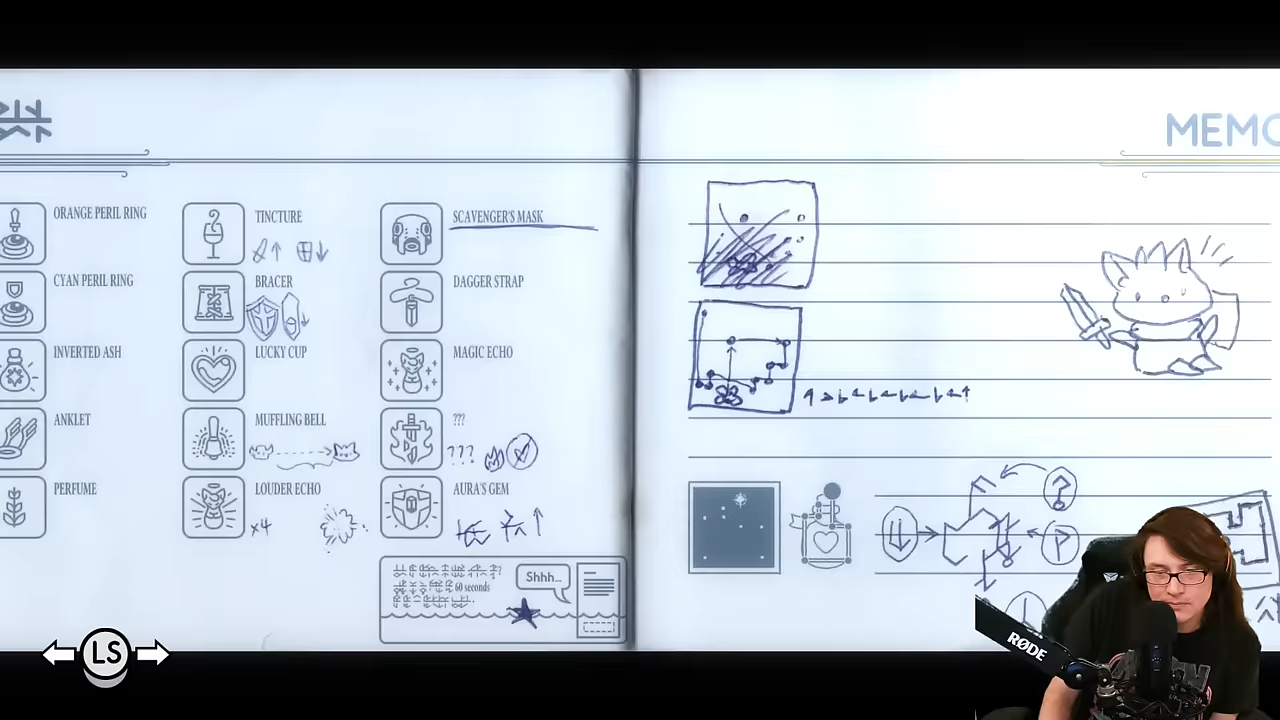 MEMO
ORANGE PERIL RING
CYAN PERIL RING
INVERTED ASH
ANKLET
PERFUME
TINCTURE
BRACER
LUCKY CUP
MUFFLING BELL
LOUDER ECHO
x4
SCAVENGER'S MASK
DAGGER STRAP
MAGIC ECHO
???
???
AURA'S GEM
?
60 seconds
Shhh...
?
P
LS
RØDE